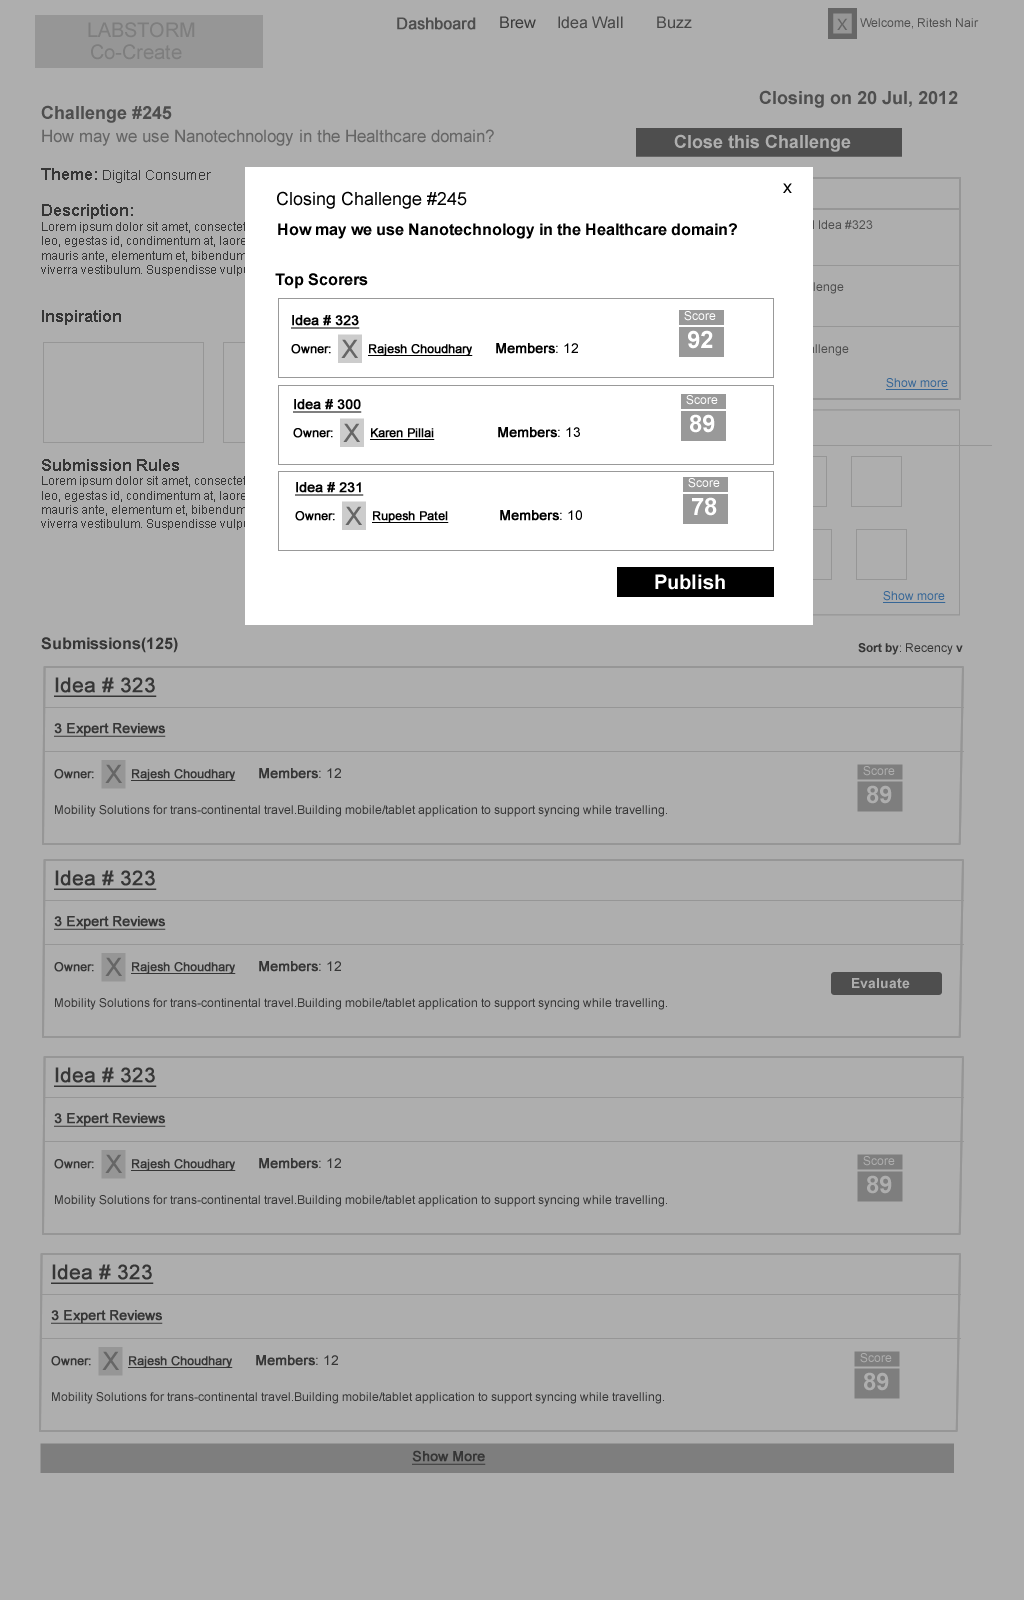 LABSTORM
Co-Create
Dashboard Brew Idea Wall Buzz
X Welcome, Ritesh Nair
Closing on 20 Jul, 2012
Challenge #245
How may we use Nanotechnology in the Healthcare domain?
Close this Challenge
Theme: Digital Consumer
Description:
Lorem ipsum dolor sit amet,
leo, egestas id, condimentum at,
mauris ante, elementum et,
viverra vestibulum. Suspendisse
Inspiration
Submission Rules
Lorem ipsum dolor sit amet,
leo, egestas id, condimentum at,
mauris ante, elementum et,
viverra vestibulum. Suspendisse
Idea #323
Show more
Show more
x
Closing Challenge #245
How may we use Nanotechnology in the Healthcare domain?
Top Scorers
Idea # 323
Owner: X Rajesh Choudhary Members: 12
Score
92
Idea # 300
Owner: X Karen Pillai Members: 13
Score
89
Idea # 231
Owner: X Rupesh Patel Members: 10
Score
78
Publish
Submissions(125)
Sort by: Recency v
Idea # 323
3 Expert Reviews
Owner: X Rajesh Choudhary Members: 12
Score
89
Mobility Solutions for trans-continental travel.Building mobile/tablet application to support syncing while travelling.
Idea # 323
3 Expert Reviews
Owner: X Rajesh Choudhary Members: 12
Evaluate
Mobility Solutions for trans-continental travel.Building mobile/tablet application to support syncing while travelling.
Idea # 323
3 Expert Reviews
Owner: X Rajesh Choudhary Members: 12
Score
89
Mobility Solutions for trans-continental travel.Building mobile/tablet application to support syncing while travelling.
Idea # 323
3 Expert Reviews
Owner: X Rajesh Choudhary Members: 12
Score
89
Mobility Solutions for trans-continental travel.Building mobile/tablet application to support syncing while travelling.
Show More